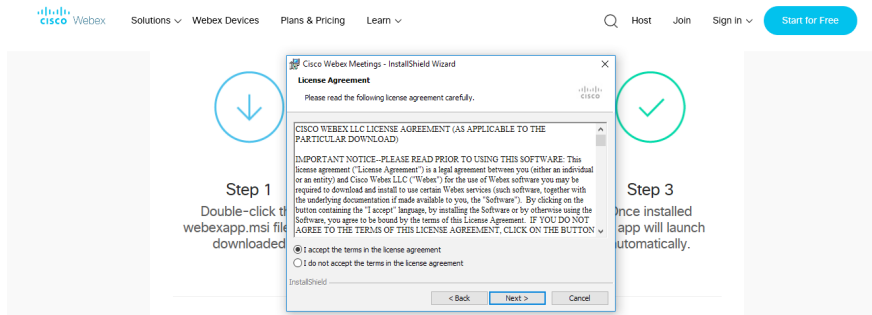 CISCO Webex Solutions Webex Devices Plans & Pricing Learn Host Join Sign in Start for Free
Cisco Webex Meetings - InstallShield Wizard
License Agreement
Please read the following license agreement carefully.
CISCO
CISCO WEBEX LLC LICENSE AGREEMENT (AS APPLICABLE TO THE
PARTICULAR DOWNLOAD)
IMPORTANT NOTICE--PLEASE READ PRIOR TO USING THIS SOFTWARE: This
license agreement ("License Agreement") is a legal agreement between you (either an individual
or an entity) and Cisco Webex LLC ("Webex") for the use of Webex software you may be
required to download and install to use certain Webex services (such software, together with
the underlying documentation if made available to you, the "Software"). By clicking on the
button containing the "I accept" language, by installing the Software or by otherwise using the
Software, you agree to be bound by the terms of this License Agreement. IF YOU DO NOT
AGREE TO THE TERMS OF THIS LICENSE AGREEMENT, CLICK ON THE BUTTON
I accept the terms in the license agreement
I do not accept the terms in the license agreement
InstallShield
< Back Next > Cancel
Step 1
Double-click th
webexapp.msi file
downloaded
Step 3
Once installed
app will launch
automatically.